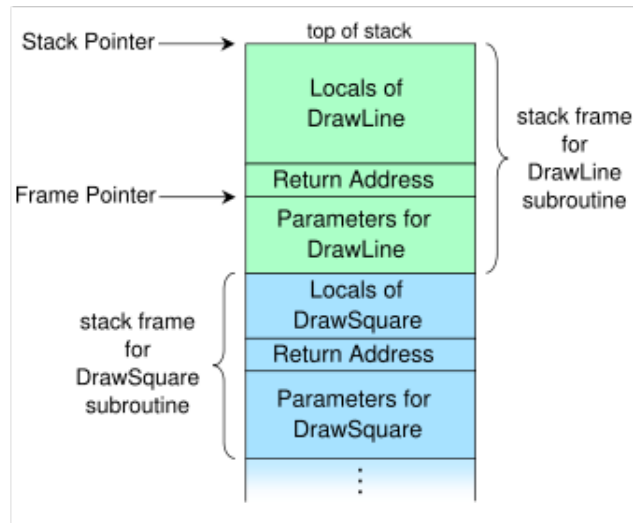 top of stack
Stack Pointer
Locals of
DrawLine
stack frame
for
DrawLine
subroutine
Return Address
Frame Pointer
Parameters for
DrawLine
Locals of
DrawSquare
stack frame
for
DrawSquare
subroutine
Return Address
Parameters for
DrawSquare